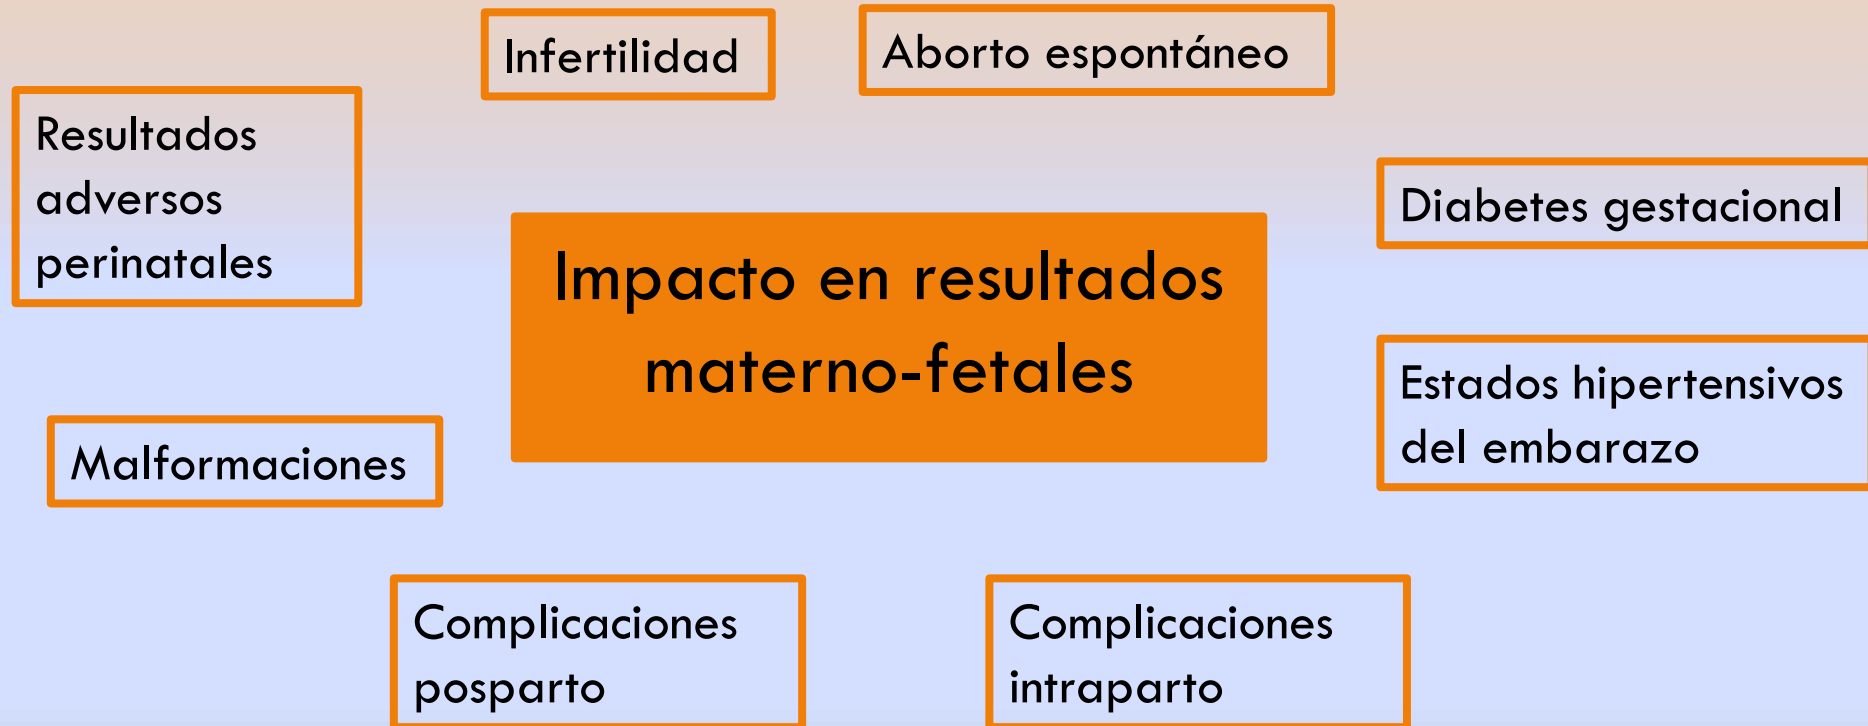 Infertilidad
Aborto espontáneo
Resultados
adversos
perinatales
Diabetes gestacional
Impacto en resultados
materno-fetales
Estados hipertensivos
del embarazo
Malformaciones
Complicaciones
posparto
Complicaciones
intraparto